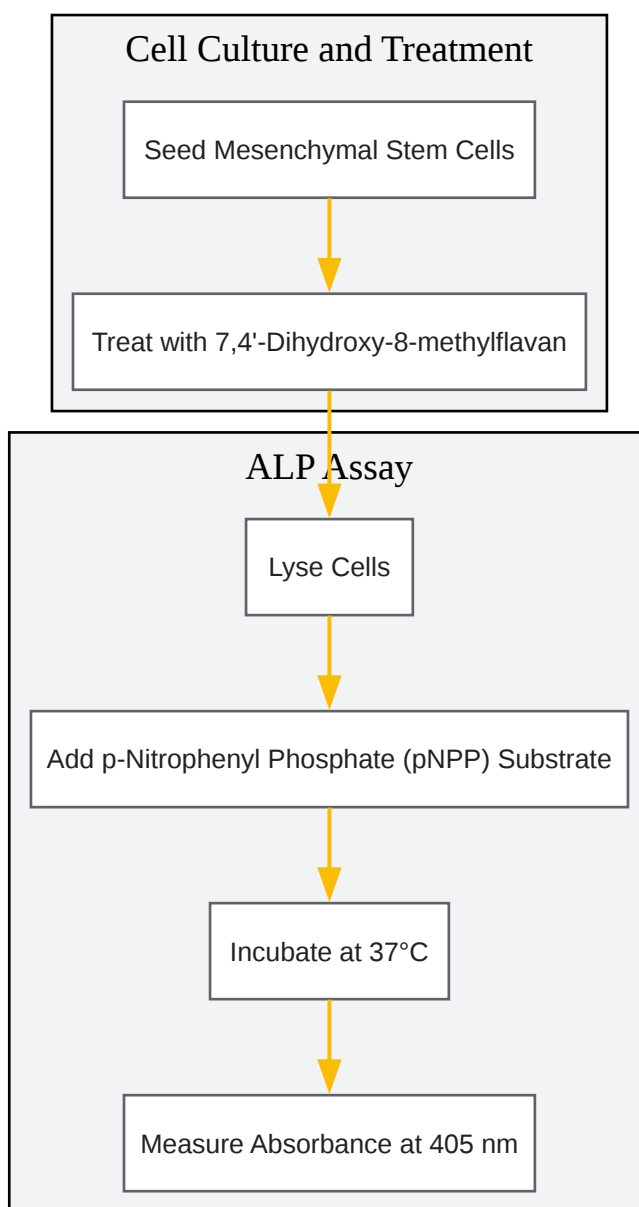 Cell Culture and Treatment
Seed Mesenchymal Stem Cells
Treat with 7,4'-Dihydroxy-8-methylflavan
ALP Assay
Lyse Cells
Add p-Nitrophenyl Phosphate (pNPP) Substrate
Incubate at 37°C
Measure Absorbance at 405 nm